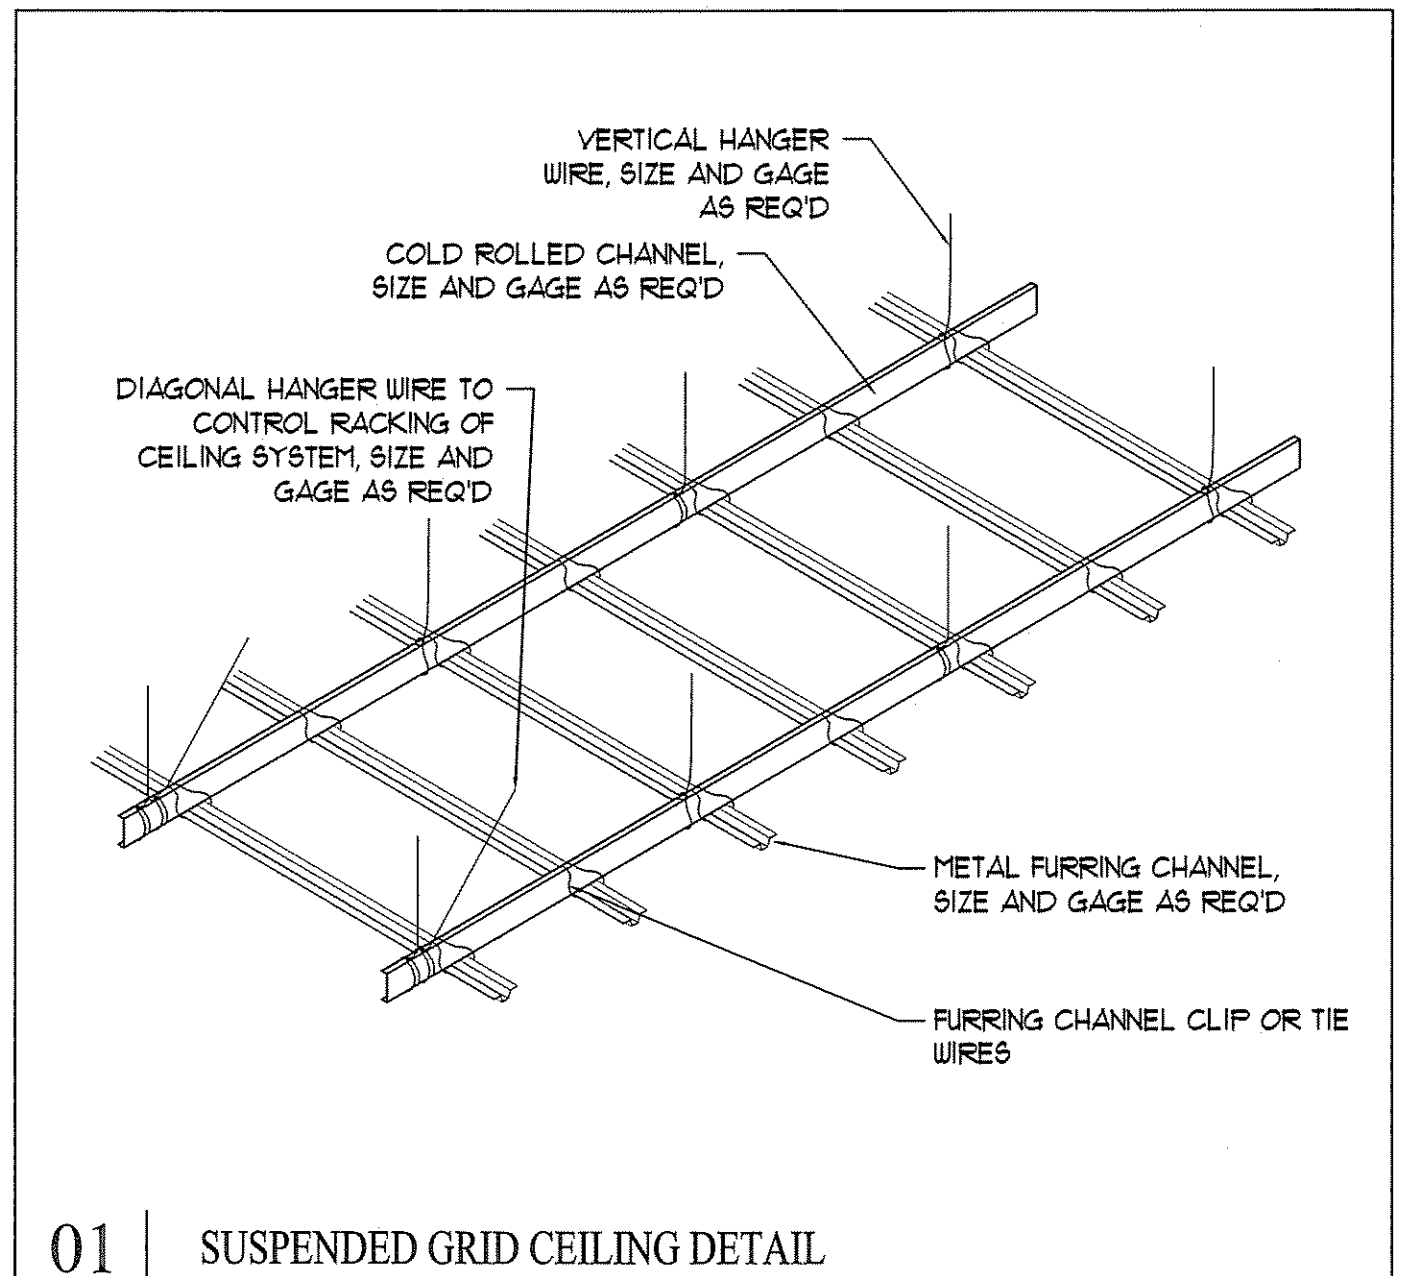 VERTICAL HANGER
WIRE, SIZE AND GAGE
AS REQ'D
COLD ROLLED CHANNEL,
SIZE AND GAGE AS REQ'D
DIAGONAL HANGER WIRE TO
CONTROL RACKING OF
CEILING SYSTEM, SIZE AND
GAGE AS REQ'D
METAL FURRING CHANNEL,
SIZE AND GAGE AS REQ'D
FURRING CHANNEL CLIP OR TIE
WIRES
01 SUSPENDED GRID CEILING DETAIL